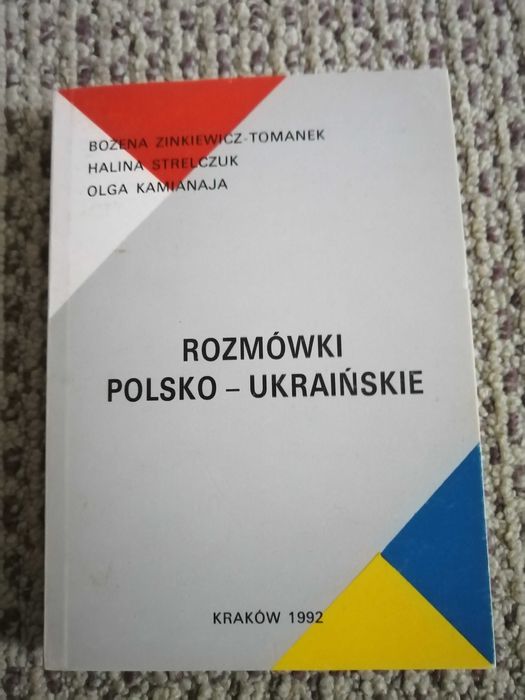 BOŻENA ZINKIEWICZ-TOMANEK
HALINA STRELCZUK
OLGA KAMIANAJA
ROZMÓWKI
POLSKO – UKRAIŃSKIE
KRAKÓW 1992